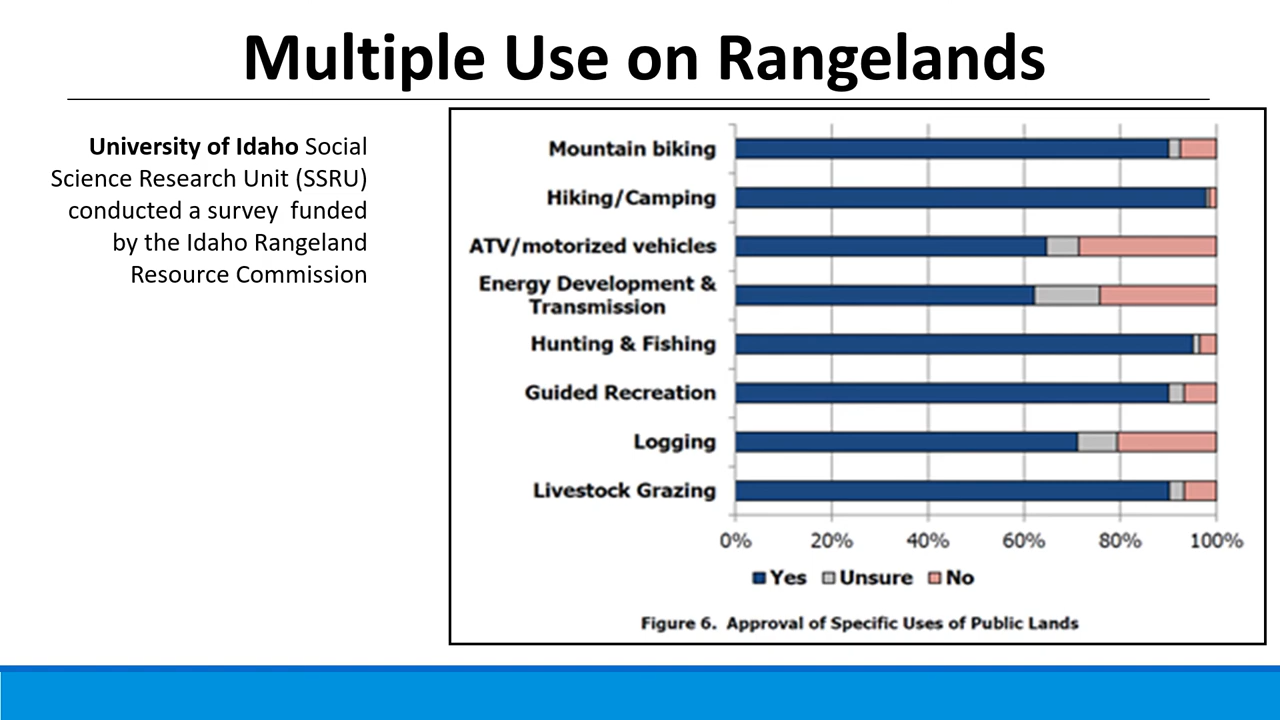 Multiple Use on Rangelands
University of Idaho Social
Science Research Unit (SSRU)
conducted a survey  funded
by the Idaho Rangeland
Resource Commission
Mountain biking
Hiking/Camping
ATV/motorized vehicles
Energy Development &
Transmission
Hunting & Fishing
Guided Recreation
Logging
Livestock Grazing
0% 20% 40% 60% 80% 100%
Yes Unsure No
Figure 6.  Approval of Specific Uses of Public Lands